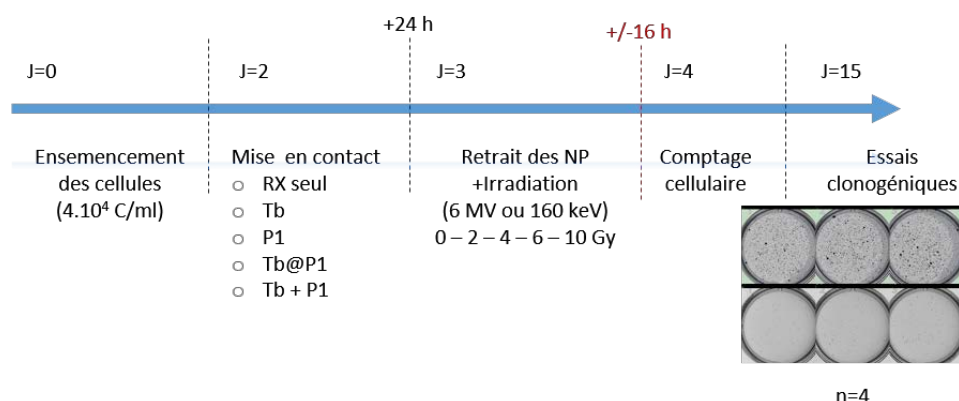 +24 h
+/-16 h
J=0
J=2
J=3
J=4
J=15
Ensemencement
des cellules
(4.10⁴ C/ml)
Mise en contact
o RX seul
o Tb
o P1
o Tb@P1
o Tb + P1
Retrait des NP
+Irradiation
(6 MV ou 160 keV)
0 – 2 – 4 – 6 – 10 Gy
Comptage
cellulaire
Essais
clonogéniques
n=4